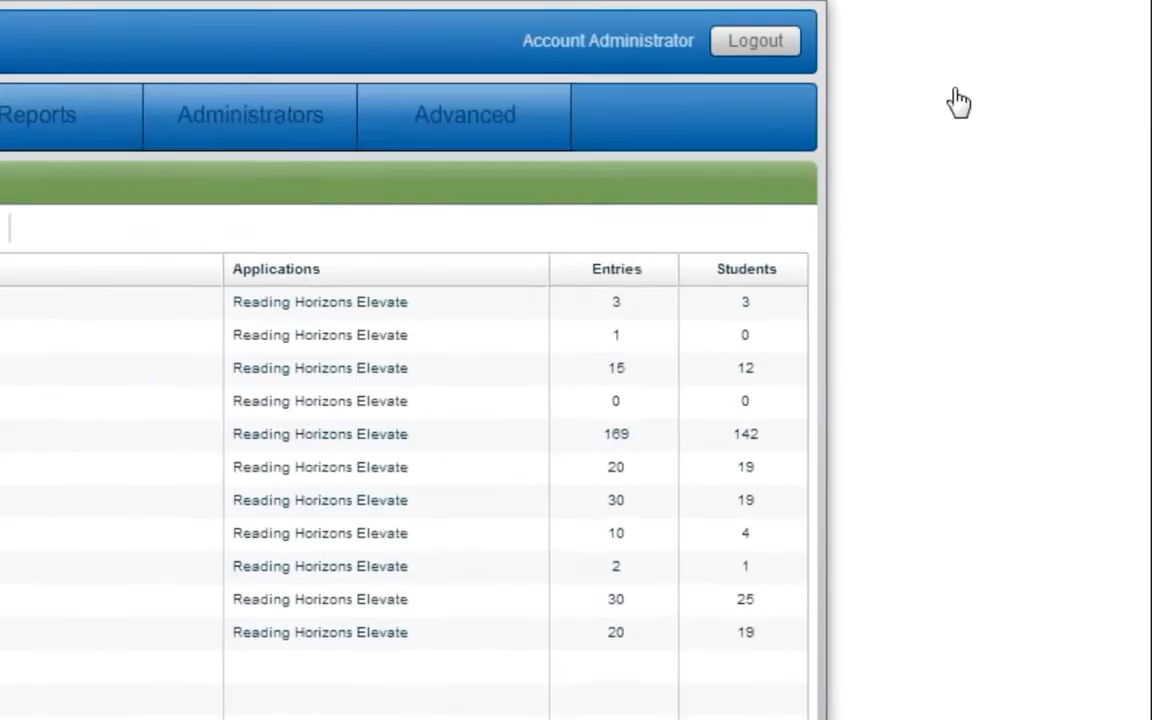 Account Administrator Logout
Reports Administrators Advanced
Applications Entries Students
Reading Horizons Elevate 3 3
Reading Horizons Elevate 1 0
Reading Horizons Elevate 15 12
Reading Horizons Elevate 0 0
Reading Horizons Elevate 169 142
Reading Horizons Elevate 20 19
Reading Horizons Elevate 30 19
Reading Horizons Elevate 10 4
Reading Horizons Elevate 2 1
Reading Horizons Elevate 30 25
Reading Horizons Elevate 20 19